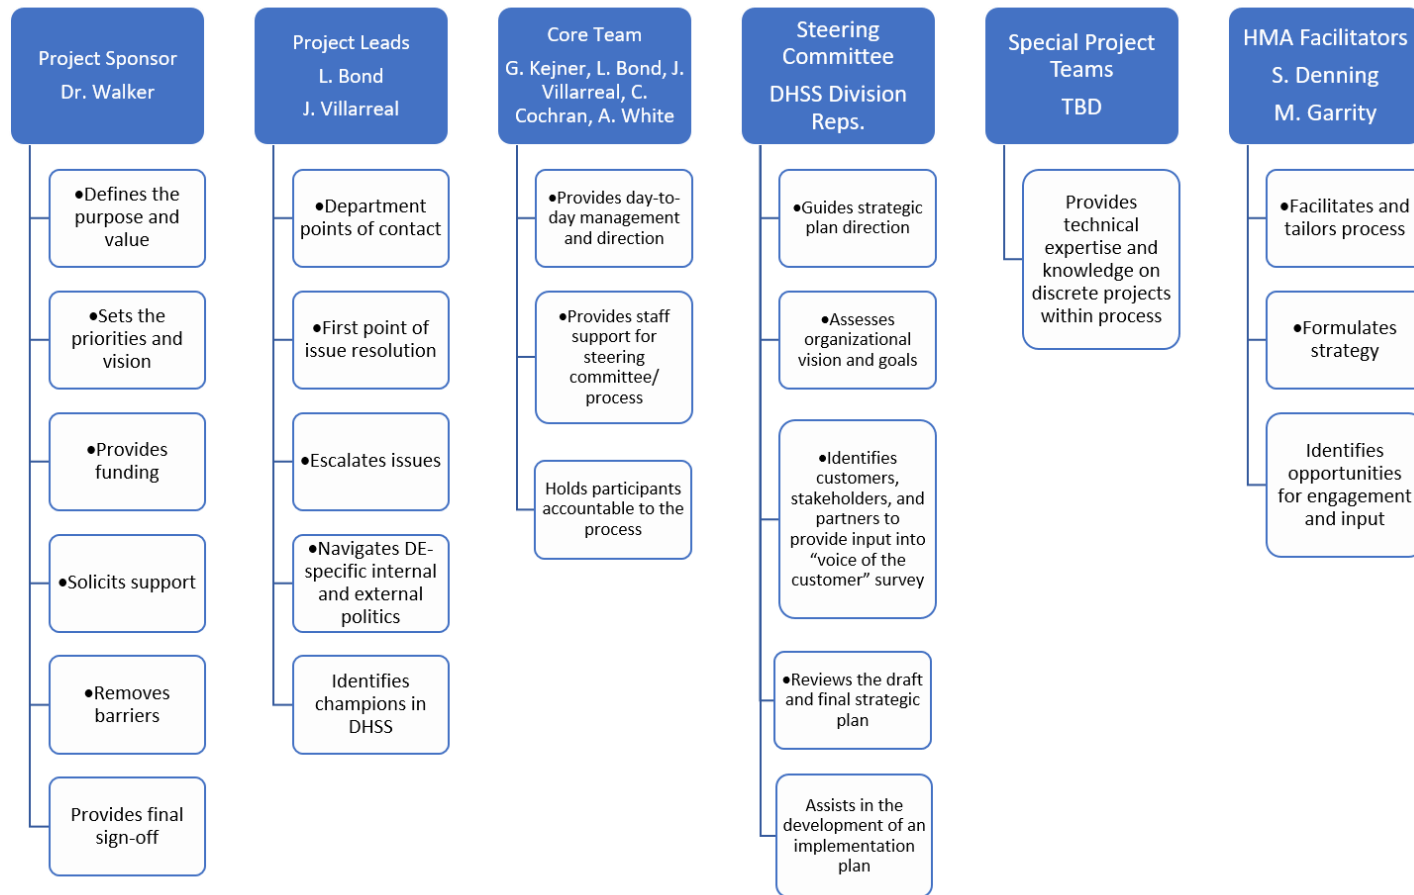 Project Sponsor
Dr. Walker
•Defines the
purpose and
value
•Sets the
priorities and
vision
•Provides
funding
•Solicits support
•Removes
barriers
Provides final
sign-off
Project Leads
L. Bond
J. Villarreal
•Department
points of contact
•First point of
issue resolution
•Escalates issues
•Navigates DE-
specific internal
and external
politics
Identifies
champions in
DHSS
Core Team
G. Kejner, L. Bond, J.
Villarreal, C.
Cochran, A. White
•Provides day-to-
day management
and direction
•Provides staff
support for
steering
committee/
process
Holds participants
accountable to the
process
Steering
Committee
DHSS Division
Reps.
•Guides strategic
plan direction
•Assesses
organizational
vision and goals
•Identifies
customers,
stakeholders, and
partners to
provide input into
“voice of the
customer” survey
•Reviews the draft
and final strategic
plan
Assists in the
development of an
implementation
plan
Special Project
Teams
TBD
Provides
technical
expertise and
knowledge on
discrete projects
within process
HMA Facilitators
S. Denning
M. Garrity
•Facilitates and
tailors process
•Formulates
strategy
Identifies
opportunities
for engagement
and input